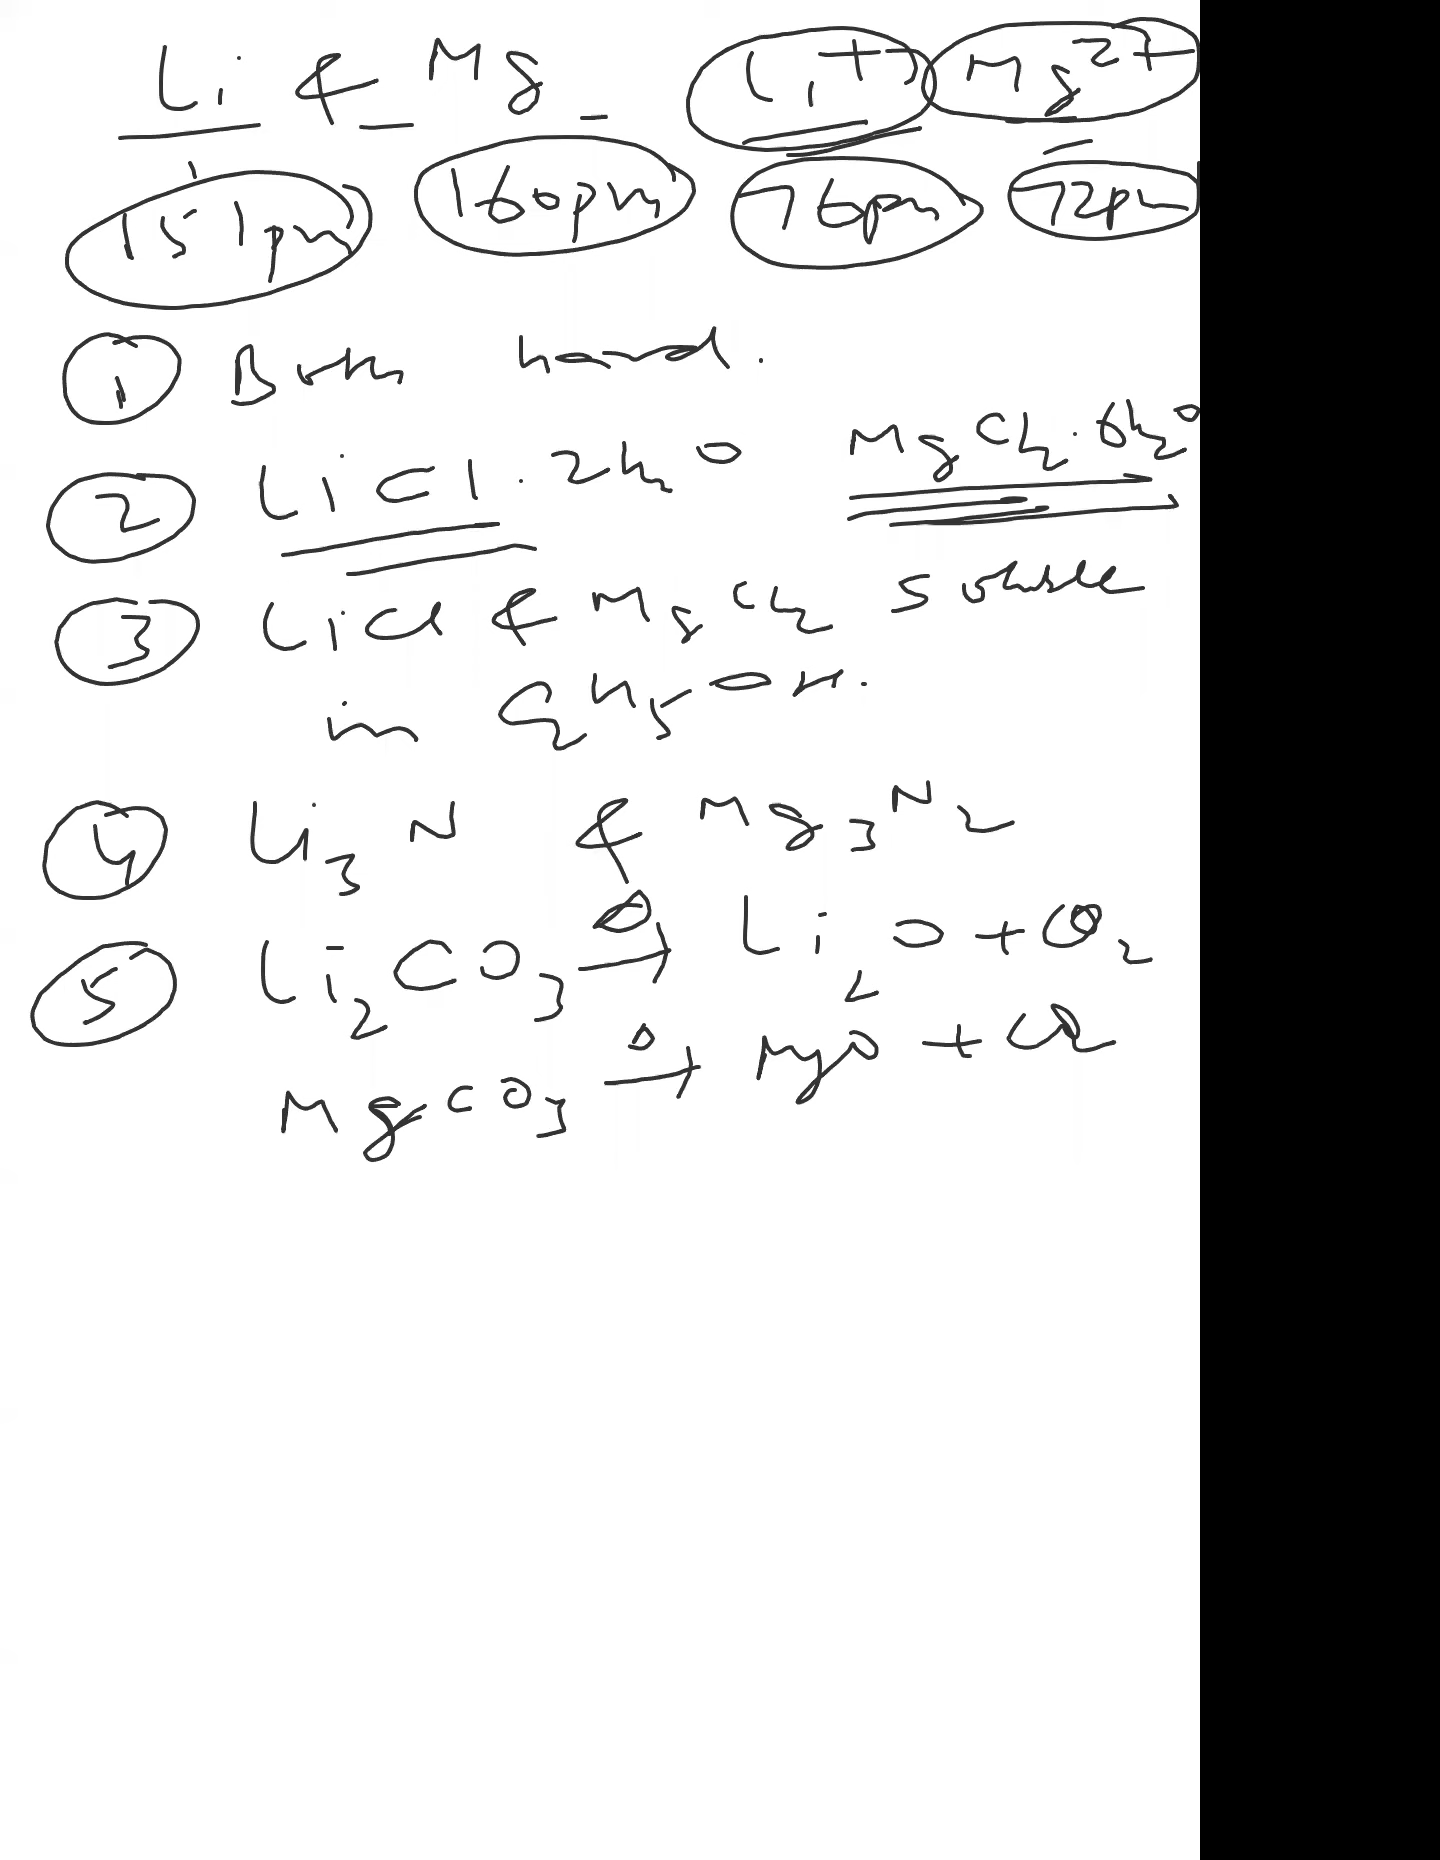 Li & Mg Li⁺ Mg²⁺
151pm 160pm 76pm 72pm
① Both hard.
② LiCl·2H₂O MgCl₂·6H₂O
③ LiCl & MgCl₂ soluble
in C₂H₅OH.
④ Li₃N & Mg₃N₂
⑤ Li₂CO₃ →Δ Li₂O + CO₂
MgCO₃ →Δ MgO + CO₂